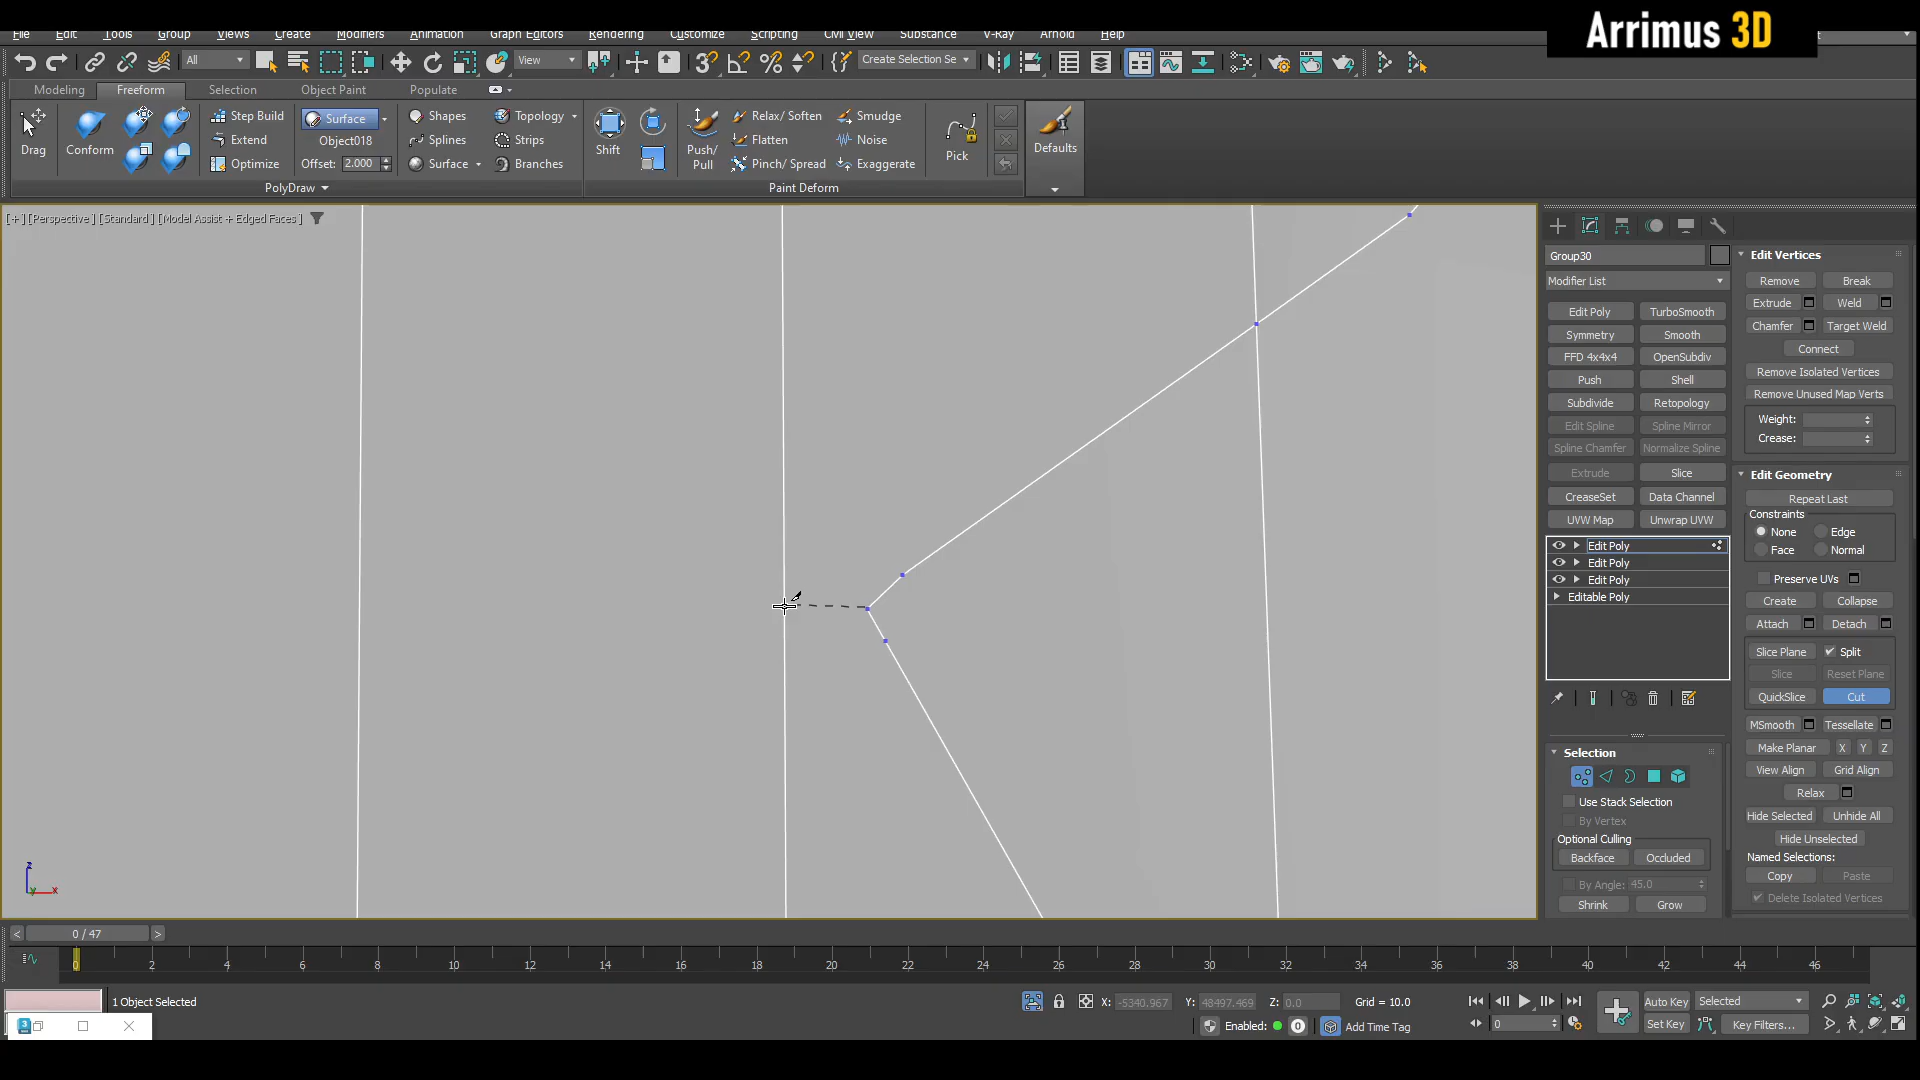 Arrimus 3D
File Edit Tools Group Views Create Modifiers Animation Graph Editors Rendering Customize Scripting Civil View Substance V-Ray Arnold Help
All View Create Selection Se
Modeling Freeform Selection Object Paint Populate
Drag Conform Step Build Extend Optimize Surface Object018 Offset: 2.000 Shapes Splines Surface Topology Strips Branches
Shift Push/ Pull Relax/ Soften Flatten Pinch/ Spread Smudge Noise Exaggerate Pick Defaults
PolyDraw Paint Deform
[ + ] [Perspective ] [Standard ] [Model Assist + Edged Faces ]
Group30
Modifier List
Edit Poly TurboSmooth
Symmetry Smooth
FFD 4x4x4 OpenSubdiv
Push Shell
Subdivide Retopology
Edit Spline Spline Mirror
Spline Chamfer Normalize Spline
Extrude Slice
CreaseSet Data Channel
UVW Map Unwrap UVW
Edit Poly
Edit Poly
Edit Poly
Editable Poly
Selection
Use Stack Selection
By Vertex
Optional Culling
Backface Occluded
By Angle: 45.0
Shrink Grow
Edit Vertices
Remove Break
Extrude Weld
Chamfer Target Weld
Connect
Remove Isolated Vertices
Remove Unused Map Verts
Weight:
Crease:
Edit Geometry
Repeat Last
Constraints
None Edge
Face Normal
Preserve UVs
Create Collapse
Attach Detach
Slice Plane Split
Slice Reset Plane
QuickSlice Cut
MSmooth Tessellate
Make Planar X Y Z
View Align Grid Align
Relax
Hide Selected Unhide All
Hide Unselected
Named Selections:
Copy Paste
Delete Isolated Vertices
z
y x
< 0 / 47 >
0 2 4 6 8 10 12 14 16 18 20 22 24 26 28 30 32 34 36 38 40 42 44 46
1 Object Selected X: -5340.967 Y: 48497.469 Z: 0.0 Grid = 10.0 Auto Key Selected
3 Enabled: 0 Add Time Tag 0 Set Key Key Filters...